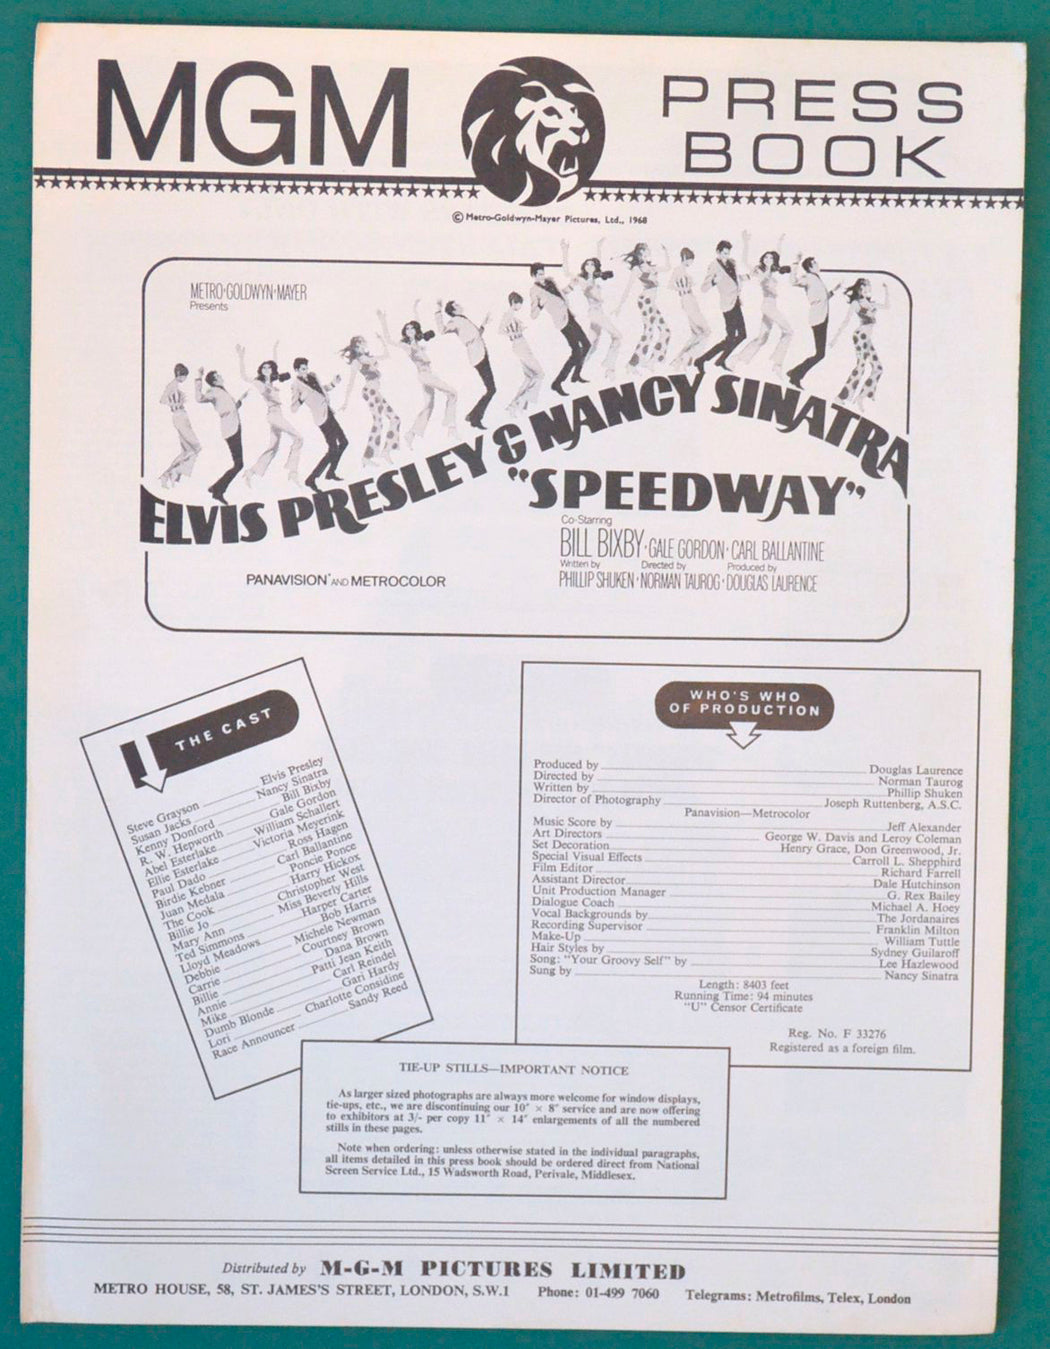 MGM
PRESS
BOOK
© Metro-Goldwyn-Mayer Pictures, Ltd., 1968
METRO·GOLDWYN·MAYER
Presents
ELVIS PRESLEY & NANCY SINATRA
"SPEEDWAY"
Co-Starring
BILL BIXBY · GALE GORDON · CARL BALLANTINE
Written by Directed by Produced by
PHILLIP SHUKEN · NORMAN TAUROG · DOUGLAS LAURENCE
PANAVISION® AND METROCOLOR
THE CAST
Steve Grayson Elvis Presley
Susan Jacks Nancy Sinatra
Kenny Donford Bill Bixby
R. W. Hepworth Gale Gordon
Abel Esterlake William Schallert
Ellie Esterlake Victoria Meyerink
Paul Dado Ross Hagen
Birdie Kebner Carl Ballantine
Juan Medala Poncie Ponce
The Cook Harry Hickox
Billie Jo Christopher West
Mary Ann Miss Beverly Hills
Ted Simmons Harper Carter
Lloyd Meadows Bob Harris
Debbie Michele Newman
Carrie Courtney Brown
Billie Dana Brown
Annie Patti Jean Keith
Mike Carl Reindel
Dumb Blonde Gari Hardy
Lori Charlotte Considine
Race Announcer Sandy Reed
WHO'S WHO
OF PRODUCTION
Produced by Douglas Laurence
Directed by Norman Taurog
Written by Phillip Shuken
Director of Photography Joseph Ruttenberg, A.S.C.
Panavision—Metrocolor
Music Score by Jeff Alexander
Art Directors George W. Davis and Leroy Coleman
Set Decoration Henry Grace, Don Greenwood, Jr.
Special Visual Effects Carroll L. Shepphird
Film Editor Richard Farrell
Assistant Director Dale Hutchinson
Unit Production Manager G. Rex Bailey
Dialogue Coach Michael A. Hoey
Vocal Backgrounds by The Jordanaires
Recording Supervisor Franklin Milton
Make-Up William Tuttle
Hair Styles by Sydney Guilaroff
Song: "Your Groovy Self" by Lee Hazlewood
Sung by Nancy Sinatra
Length: 8403 feet
Running Time: 94 minutes
"U" Censor Certificate
Reg. No. F 33276
Registered as a foreign film.
TIE-UP STILLS—IMPORTANT NOTICE
As larger sized photographs are always more welcome for window displays,
tie-ups, etc., we are discontinuing our 10" × 8" service and are now offering
to exhibitors at 3/- per copy 11" × 14" enlargements of all the numbered
stills in these pages.
Note when ordering: unless otherwise stated in the individual paragraphs,
all items detailed in this press book should be ordered direct from National
Screen Service Ltd., 15 Wadsworth Road, Perivale, Middlesex.
Distributed by M-G-M PICTURES LIMITED
METRO HOUSE, 58, ST. JAMES'S STREET, LONDON, S.W.1 Phone: 01-499 7060 Telegrams: Metrofilms, Telex, London